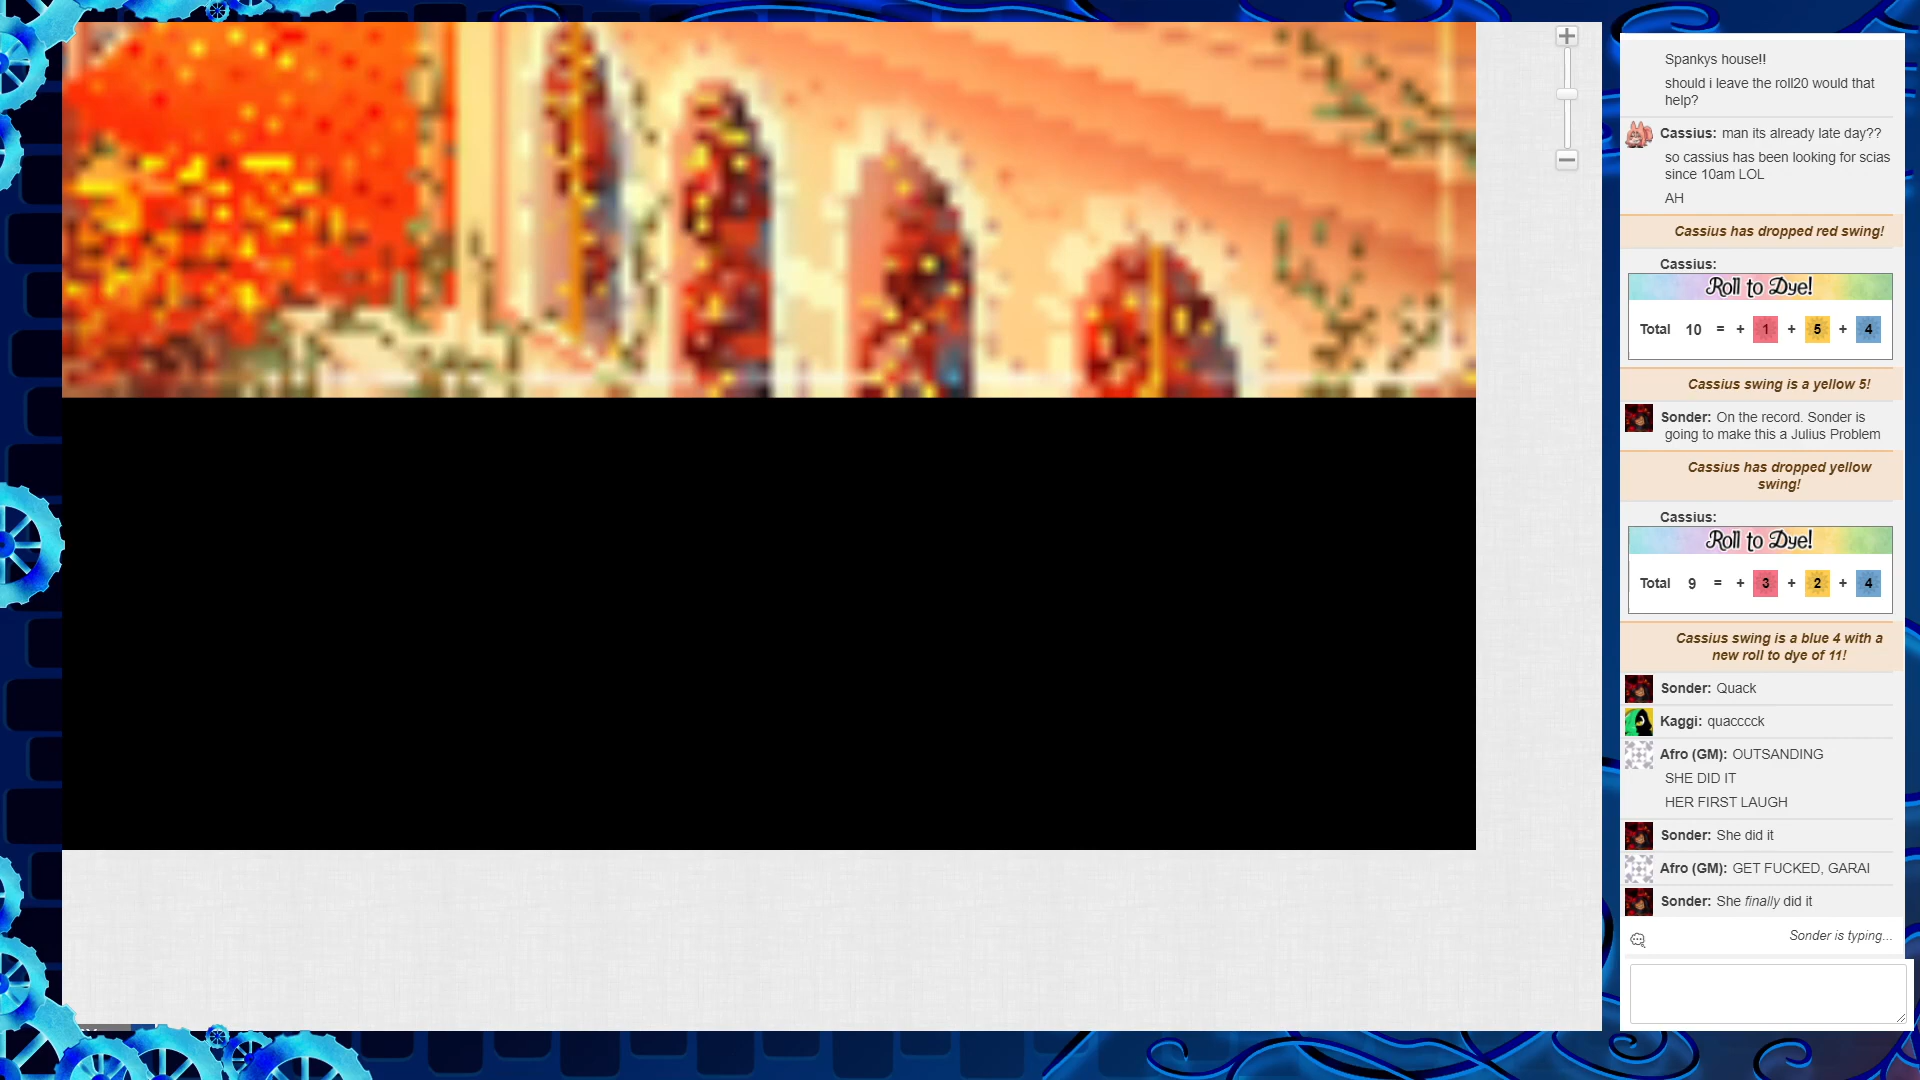 Spankys house!!
should i leave the roll20 would that
help?
Cassius: man its already late day??
so cassius has been looking for scias
since 10am LOL
AH
Cassius has dropped red swing!
Cassius:
Roll to Dye!
Total 10 = + 1 + 5 + 4
Cassius swing is a yellow 5!
Sonder: On the record. Sonder is
going to make this a Julius Problem
Cassius has dropped yellow
swing!
Cassius:
Roll to Dye!
Total 9 = + 3 + 2 + 4
Cassius swing is a blue 4 with a
new roll to dye of 11!
Sonder: Quack
Kaggi: quacccck
Afro (GM): OUTSANDING
SHE DID IT
HER FIRST LAUGH
Sonder: She did it
Afro (GM): GET FUCKED, GARAI
Sonder: She finally did it
Sonder is typing...